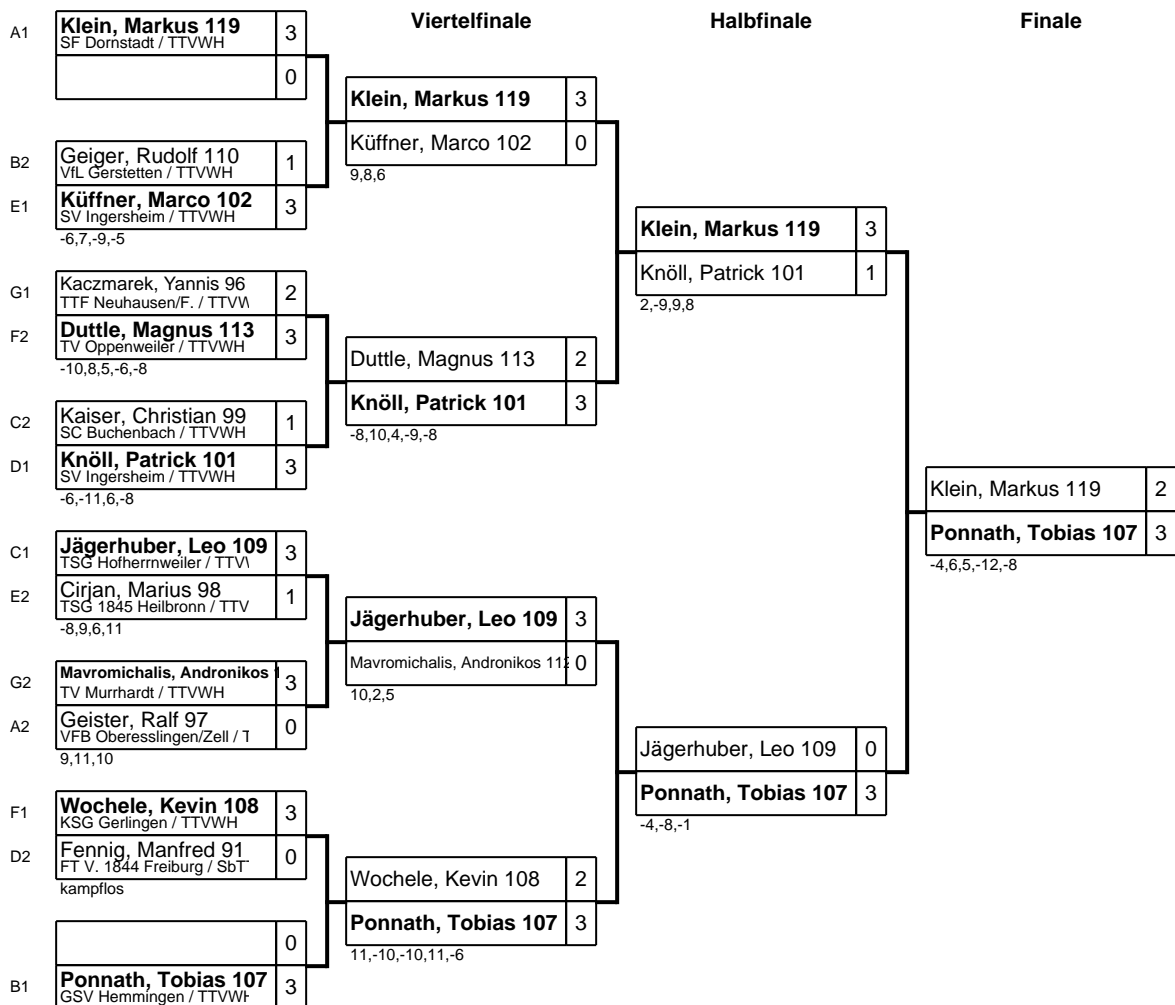 Viertelfinale
Halbfinale
Finale
A1
Klein, Markus 119
SF Dornstadt / TTVWH
3
0
B2
Geiger, Rudolf 110
VfL Gerstetten / TTVWH
1
E1
Küffner, Marco 102
SV Ingersheim / TTVWH
3
-6,7,-9,-5
G1
Kaczmarek, Yannis 96
TTF Neuhausen/F. / TTVW
2
F2
Duttle, Magnus 113
TV Oppenweiler / TTVWH
3
-10,8,5,-6,-8
C2
Kaiser, Christian 99
SC Buchenbach / TTVWH
1
D1
Knöll, Patrick 101
SV Ingersheim / TTVWH
3
-6,-11,6,-8
C1
Jägerhuber, Leo 109
TSG Hofherrnweiler / TTV
3
E2
Cirjan, Marius 98
TSG 1845 Heilbronn / TTV
1
-8,9,6,11
G2
Mavromichalis, Andronikos 1
TV Murrhardt / TTVWH
3
A2
Geister, Ralf 97
VFB Oberesslingen/Zell / T
0
9,11,10
F1
Wochele, Kevin 108
KSG Gerlingen / TTVWH
3
D2
Fennig, Manfred 91
FT V. 1844 Freiburg / SbT
0
kampflos
0
B1
Ponnath, Tobias 107
GSV Hemmingen / TTVWH
3
Klein, Markus 119
3
Küffner, Marco 102
0
9,8,6
Duttle, Magnus 113
2
Knöll, Patrick 101
3
-8,10,4,-9,-8
Jägerhuber, Leo 109
3
Mavromichalis, Andronikos 112
0
10,2,5
Wochele, Kevin 108
2
Ponnath, Tobias 107
3
11,-10,-10,11,-6
Klein, Markus 119
3
Knöll, Patrick 101
1
2,-9,9,8
Jägerhuber, Leo 109
0
Ponnath, Tobias 107
3
-4,-8,-1
Klein, Markus 119
2
Ponnath, Tobias 107
3
-4,6,5,-12,-8